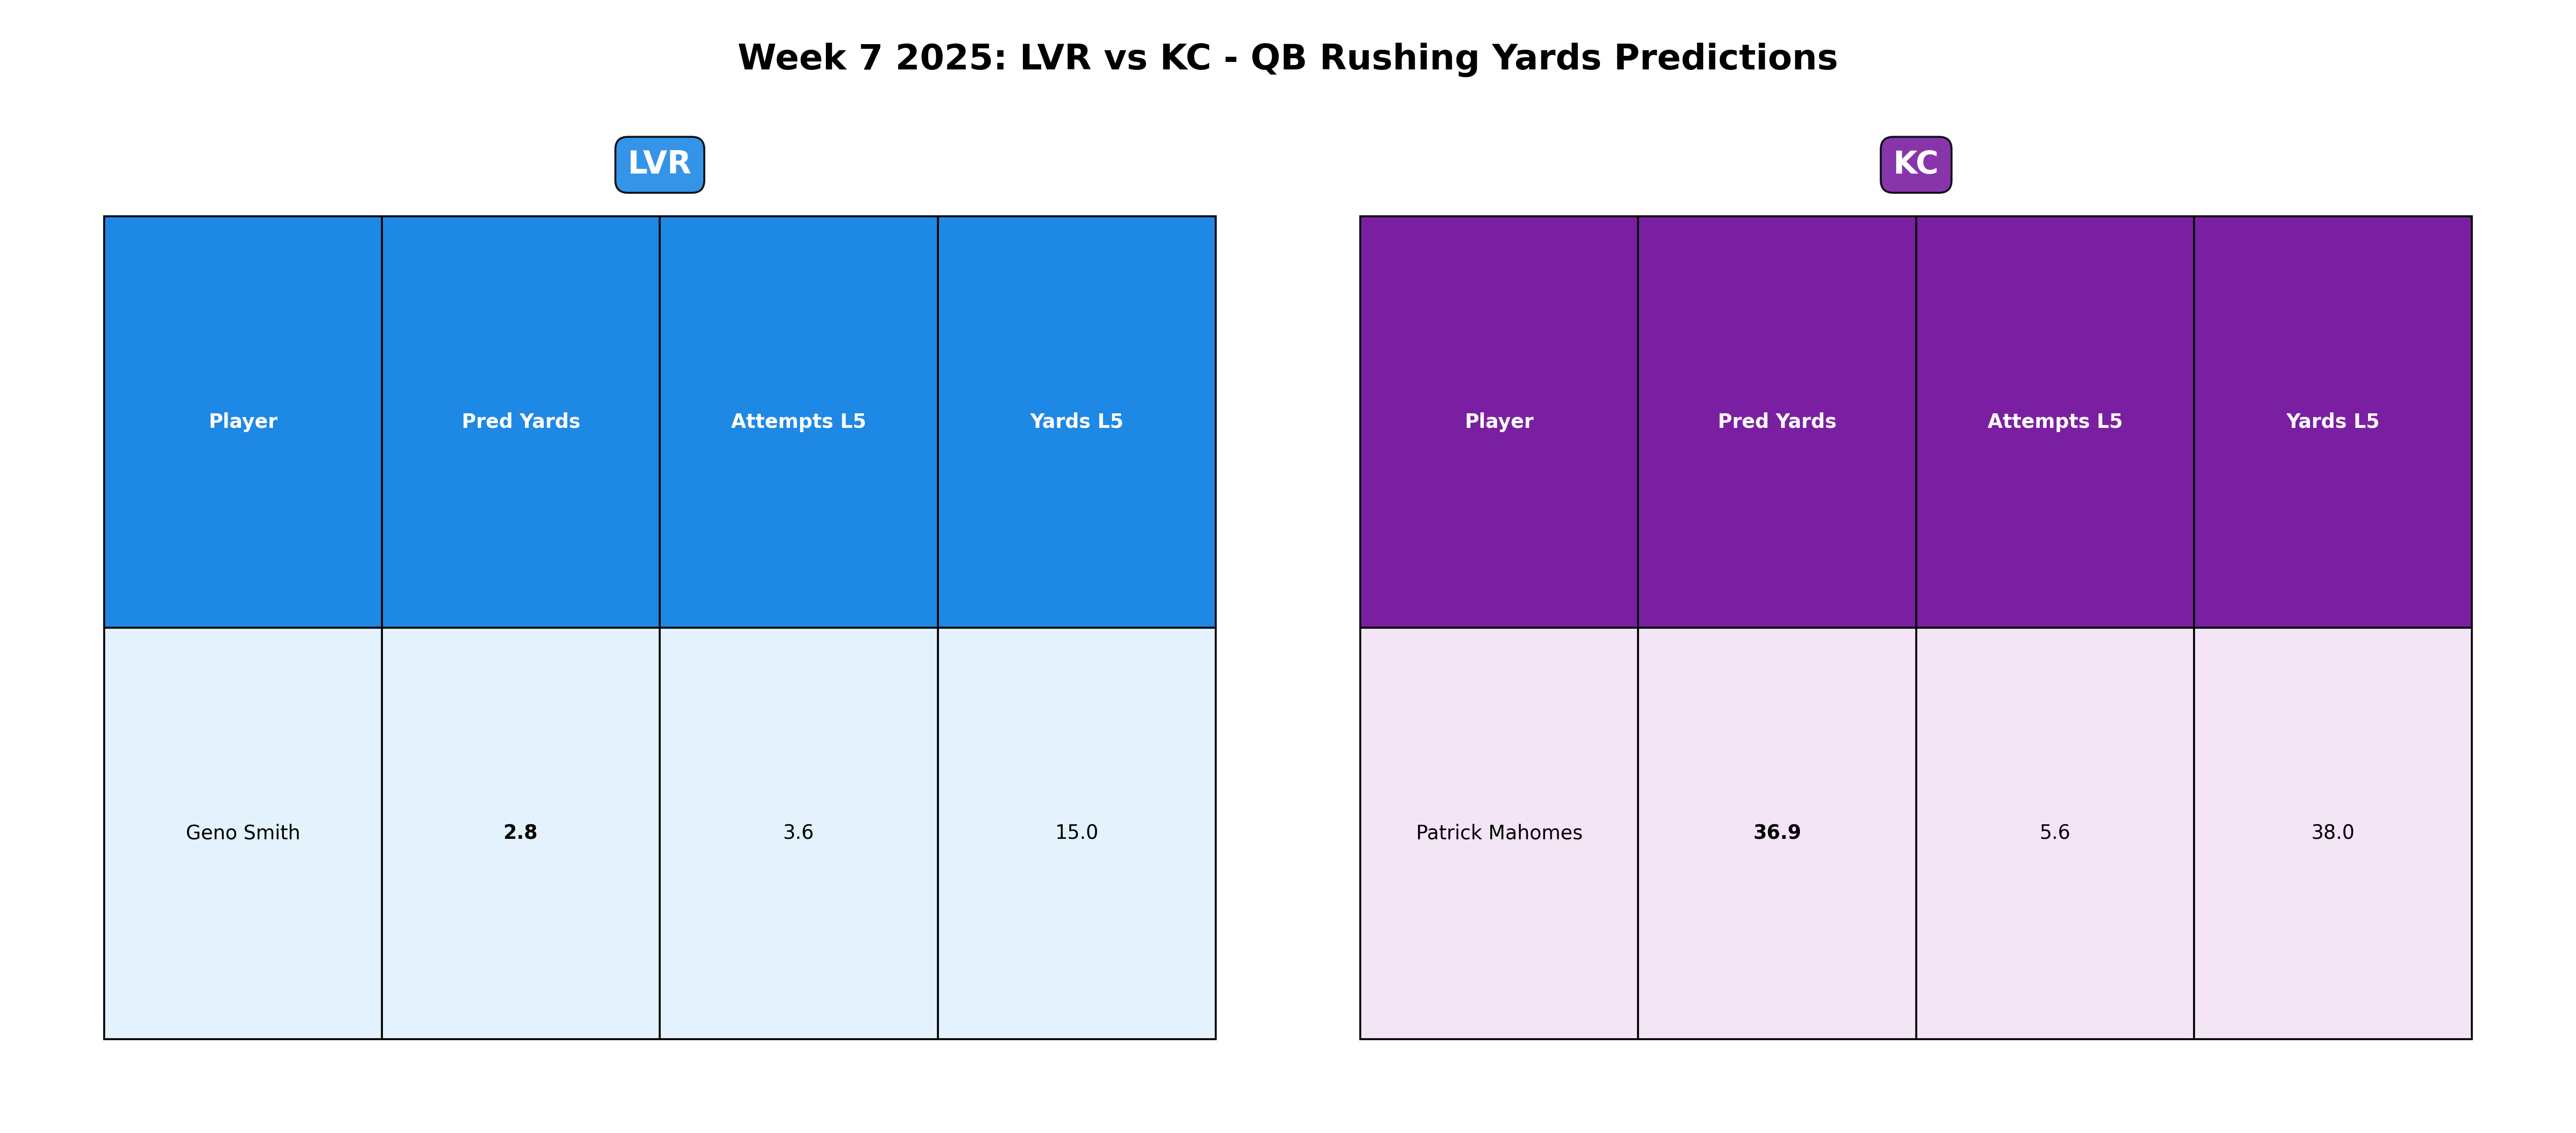 Week 7 2025: LVR vs KC - QB Rushing Yards Predictions
LVR
Player Pred Yards Attempts L5 Yards L5
Geno Smith 2.8 3.6 15.0
KC
Player Pred Yards Attempts L5 Yards L5
Patrick Mahomes 36.9 5.6 38.0